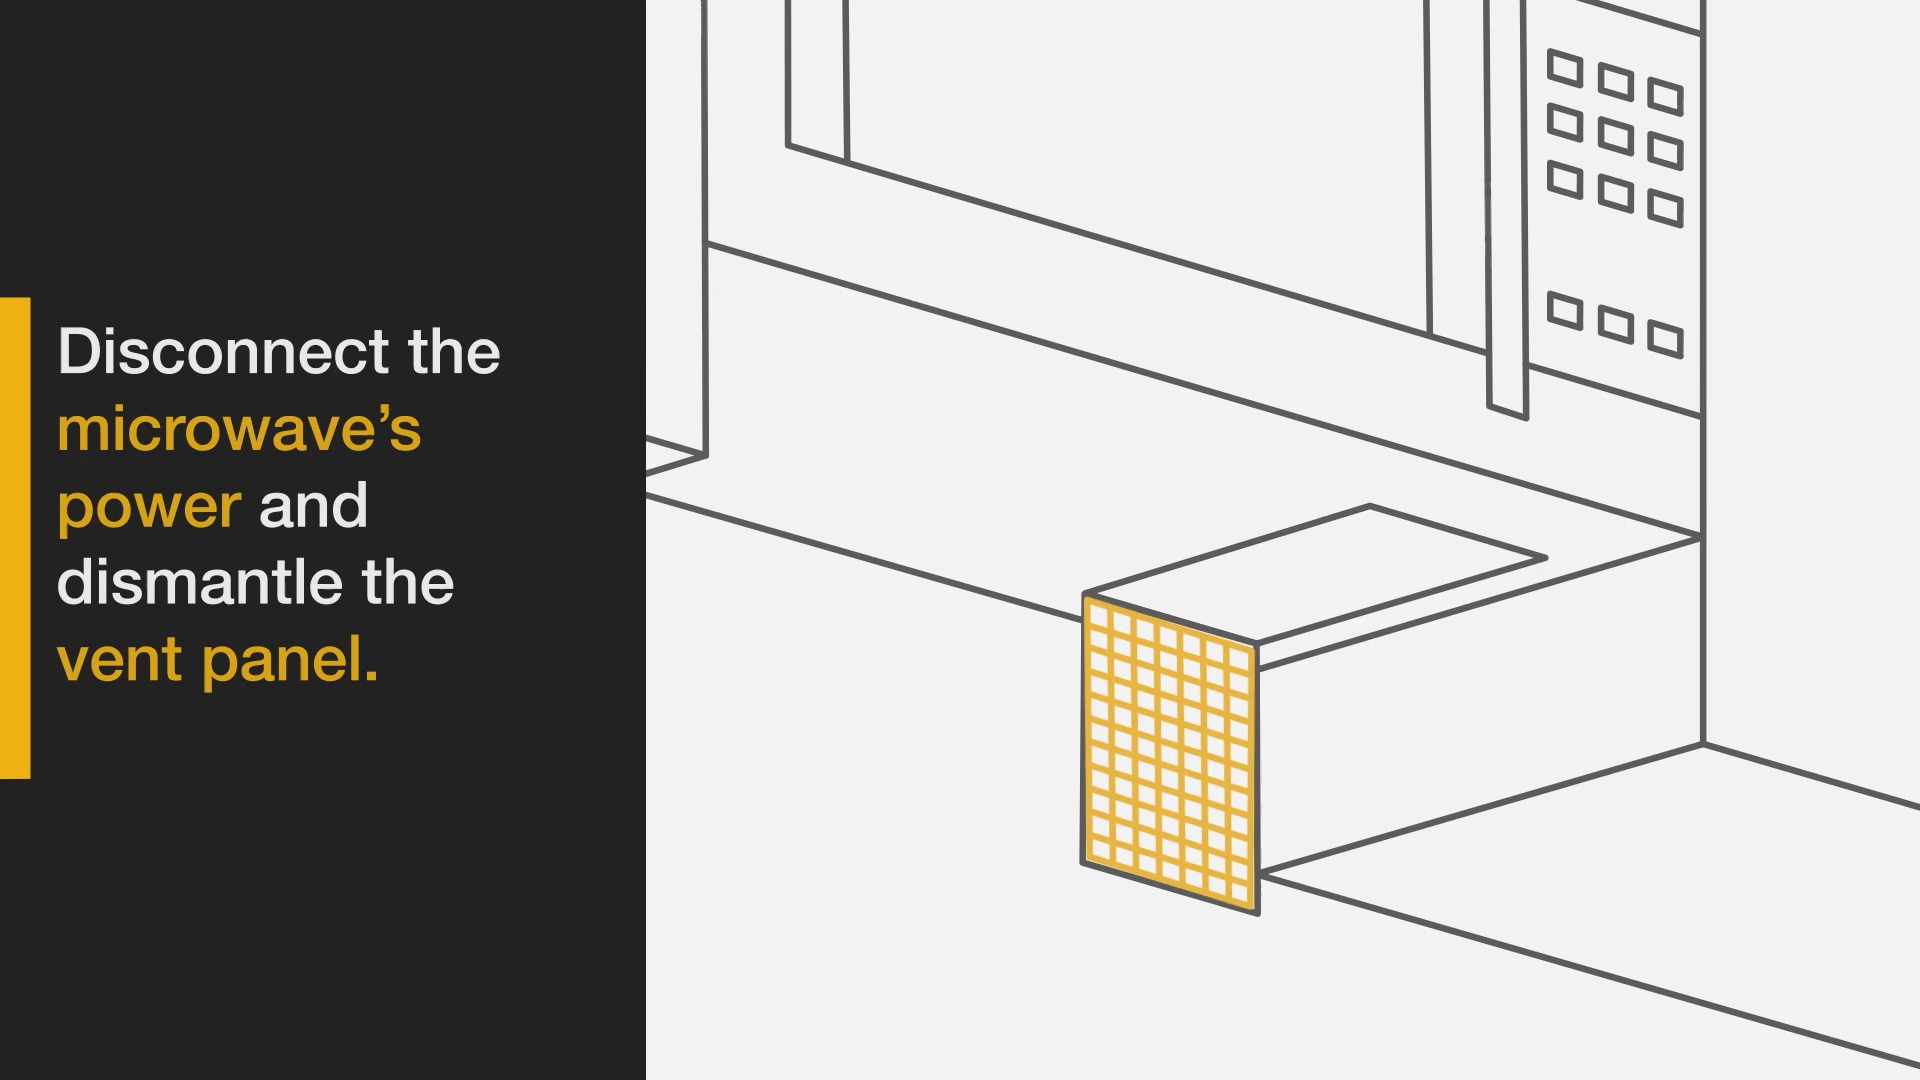 Disconnect the
microwave’s
power and
dismantle the
vent panel.